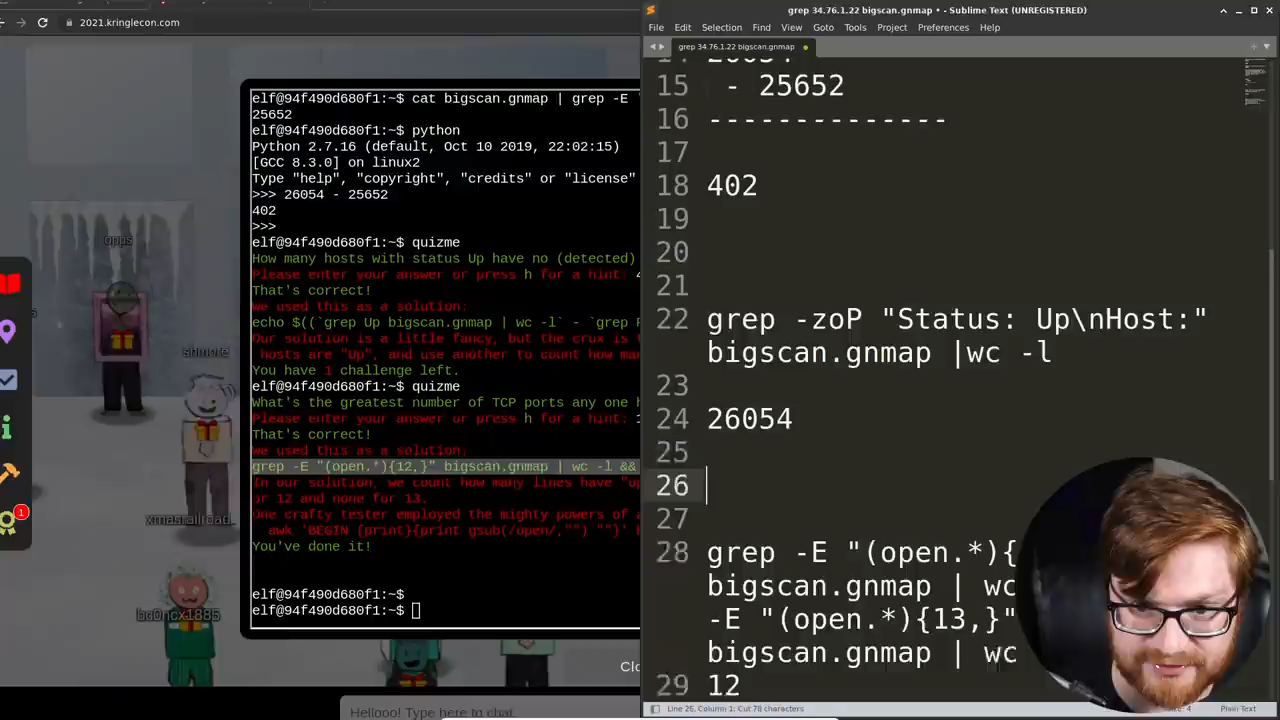 2021.kringlecon.com
grep 34.76.1.22 bigscan.gnmap • - Sublime Text (UNREGISTERED)
File Edit Selection View Goto Tools Project Preferences Help
grep 34.76.1.22 bigscan.gnmap
opps
shmore
bc0ncx1885
1
elf@94f490d680f1:~$ cat bigscan.gnmap | grep -E
25652
elf@94f490d680f1:~$ python
Python 2.7.16 (default, Oct 10 2019, 22:02:15)
[GCC 8.3.0] on linux2
Type "help", "copyright", "credits" or "license"
>>> 26054 - 25652
402
>>>
elf@94f490d680f1:~$ quizme
How many hosts with status Up have no (detected)
Please enter your answer or press h for a hint:
That's correct!
we used this as a solution:
echo $((`grep Up bigscan.gnmap | wc -l` - `grep
Our solution is a little fancy, but the crux is
hosts are "Up", and use another to count how
You have 1 challenge left.
elf@94f490d680f1:~$ quizme
What's the greatest number of TCP ports any one
Please enter your answer or press h for a hint:
That's correct!
we used this as a solution:
grep -E "(open.*){12,}" bigscan.gnmap | wc -l &&
In our solution, we count how many lines have
or 12 and none for 13.
One crafty tester employed the mighty powers of
awk 'BEGIN {print}{print gsub(/open/,"") ""}'
You've done it!
elf@94f490d680f1:~$
elf@94f490d680f1:~$
Hellooo! Type here to chat.
14 26054
15 - 25652
16 --------------
17
18 402
19
20
21
22 grep -zoP "Status: Up\nHost:"
bigscan.gnmap |wc -l
23
24 26054
25
26
27
28 grep -E "(open.*){
bigscan.gnmap | wc
-E "(open.*){13,}"
bigscan.gnmap | wc
29 12
Line 26, Column 1; Cut 78 characters
Plain Text